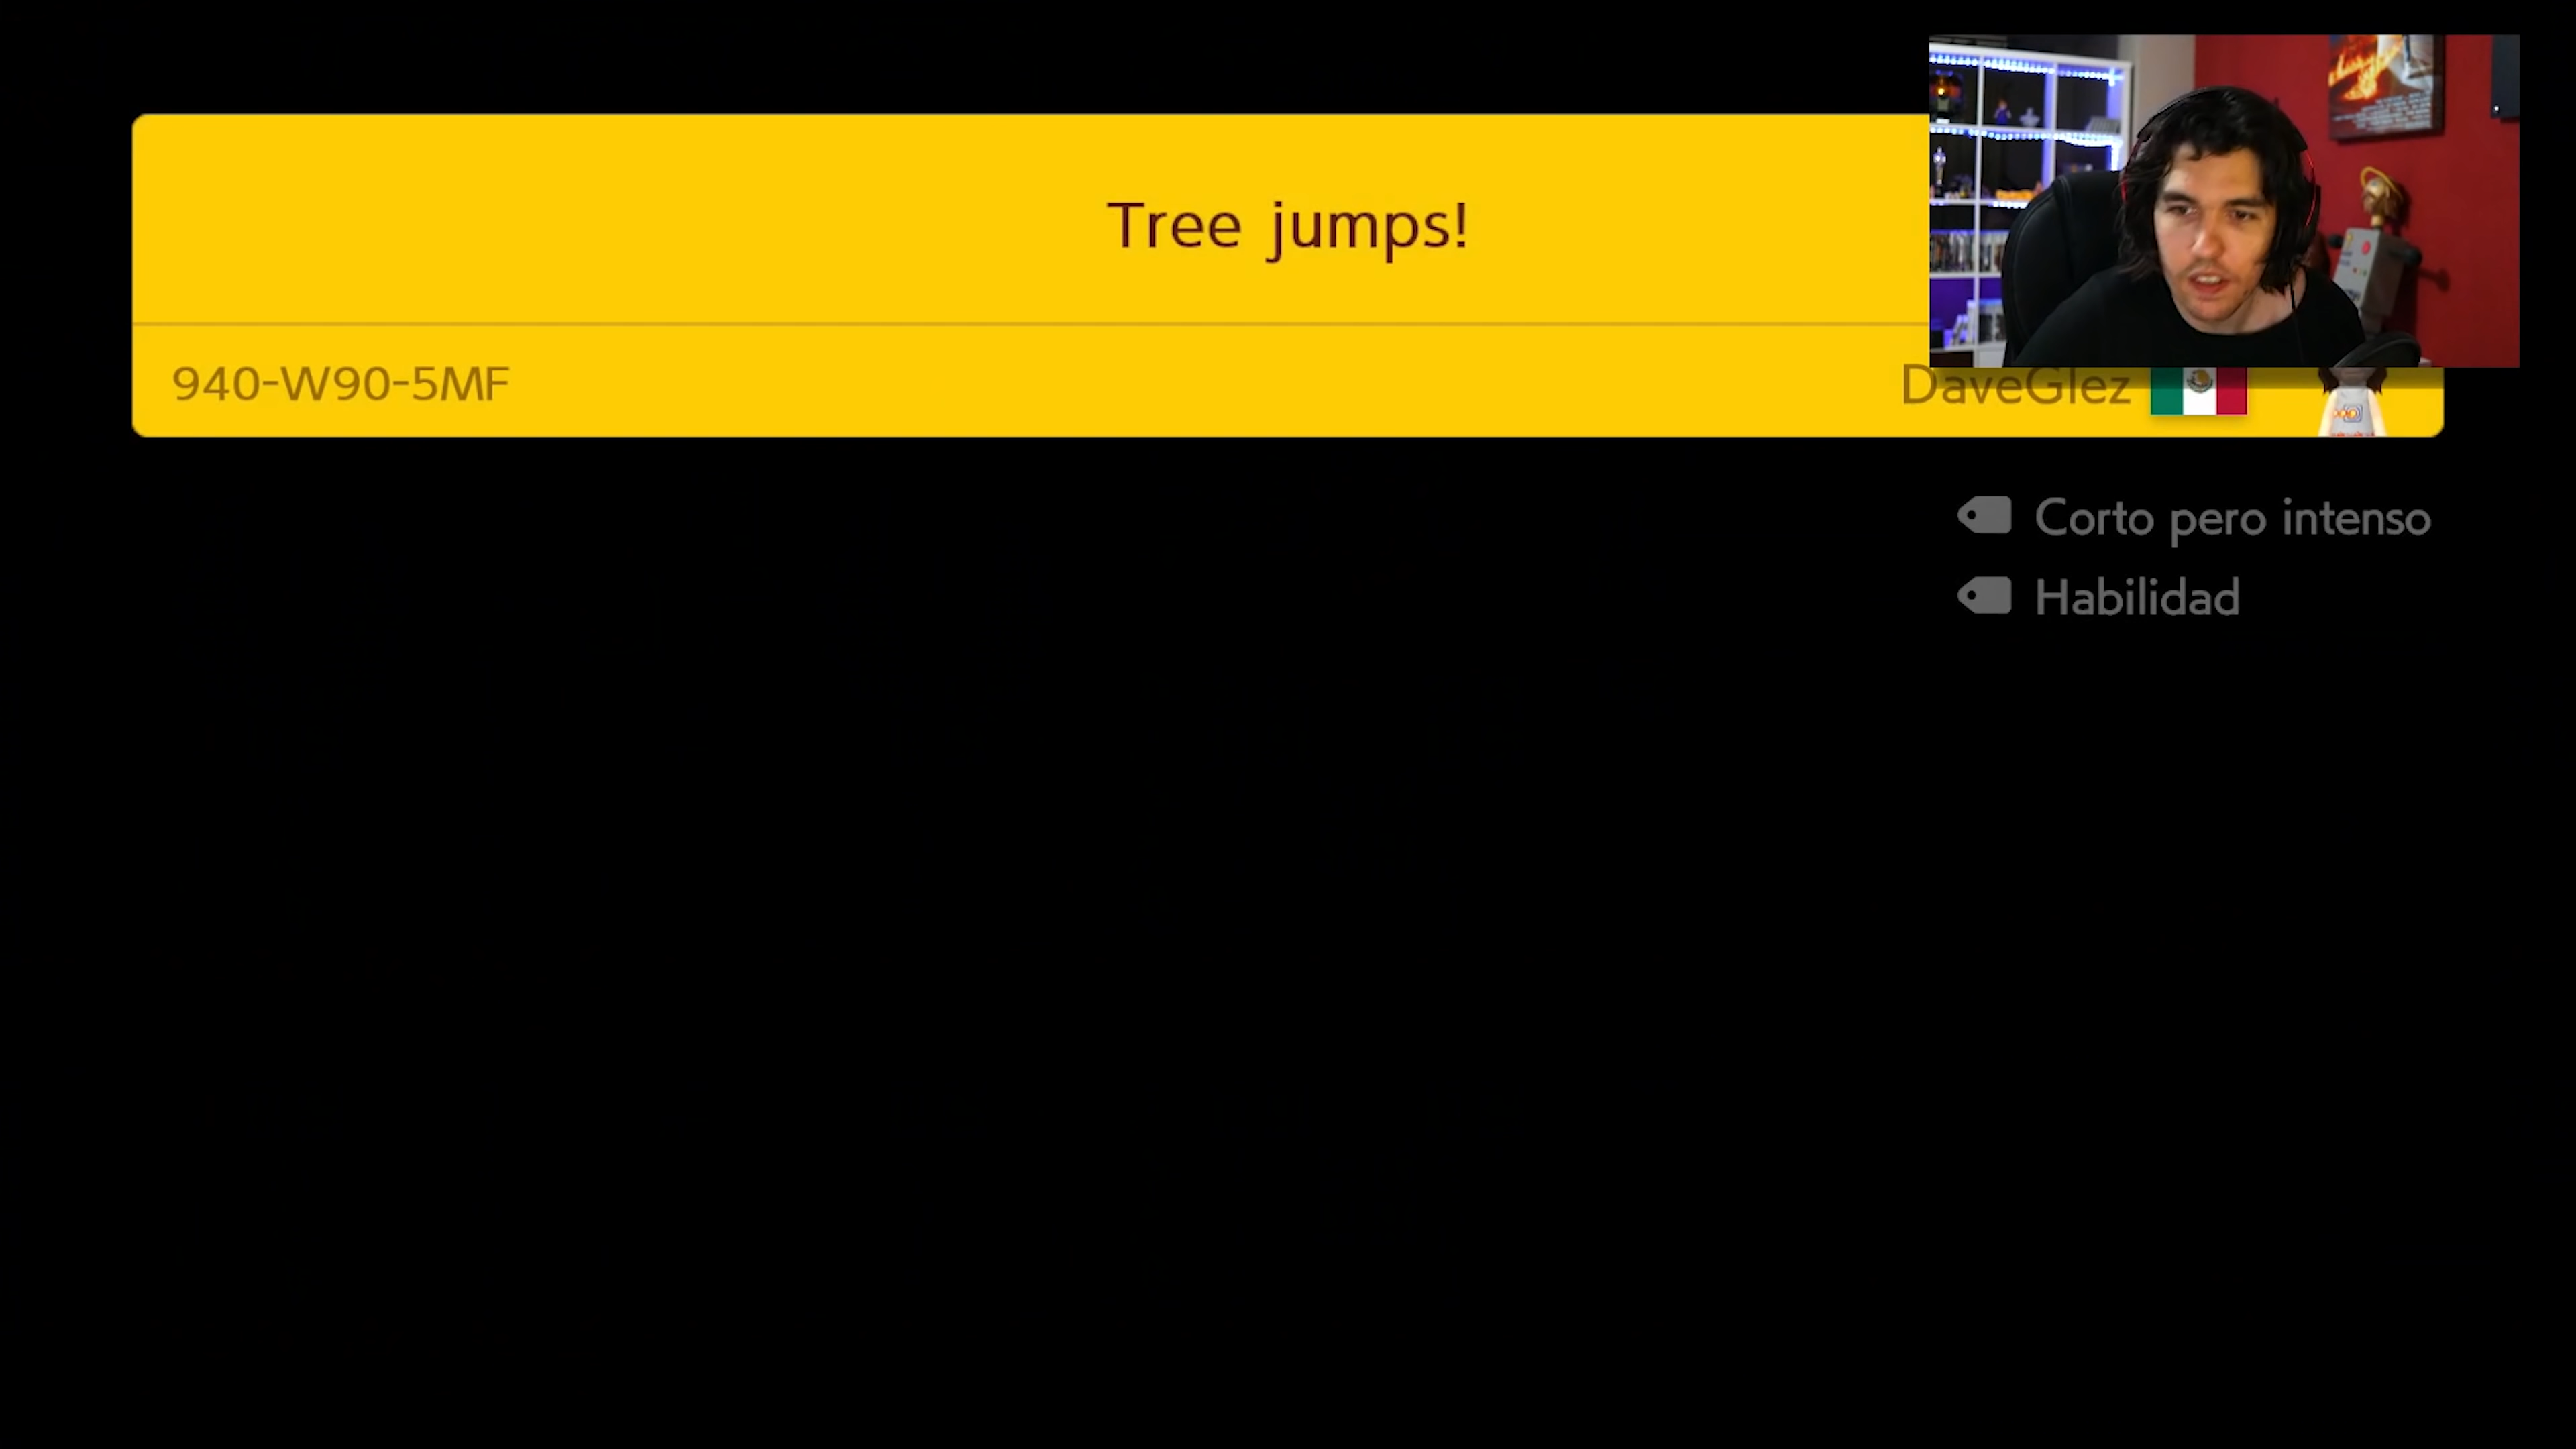 Tree jumps!
940-W90-5MF
DaveGlez
Corto pero intenso
Habilidad